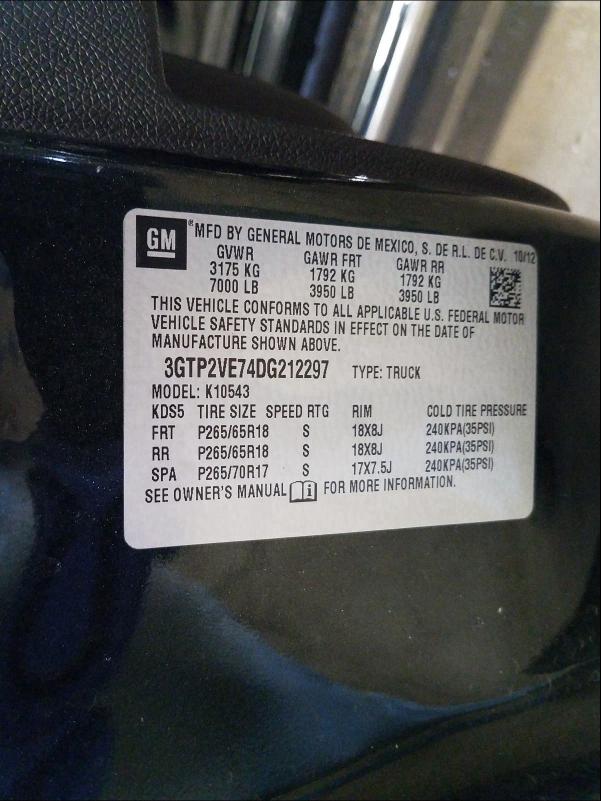 GM ®MFD BY GENERAL MOTORS DE MEXICO, S. DE R.L. DE C.V. 10/12
GVWR GAWR FRT GAWR RR
3175 KG 1792 KG 1792 KG
7000 LB 3950 LB 3950 LB
THIS VEHICLE CONFORMS TO ALL APPLICABLE U.S. FEDERAL MOTOR
VEHICLE SAFETY STANDARDS IN EFFECT ON THE DATE OF
MANUFACTURE SHOWN ABOVE.
3GTP2VE74DG212297 TYPE: TRUCK
MODEL: K10543
KDS5 TIRE SIZE SPEED RTG RIM COLD TIRE PRESSURE
FRT P265/65R18 S 18X8J 240KPA(35PSI)
RR P265/65R18 S 18X8J 240KPA(35PSI)
SPA P265/70R17 S 17X7.5J 240KPA(35PSI)
SEE OWNER'S MANUAL i FOR MORE INFORMATION.